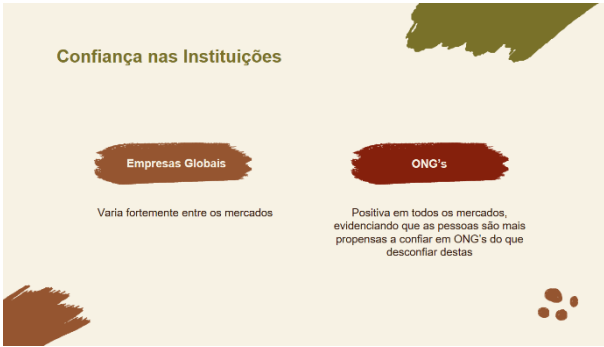 Confiança nas Instituições
Empresas Globais
Varia fortemente entre os mercados
ONG's
Positiva em todos os mercados,
evidenciando que as pessoas são mais
propensas a confiar em ONG's do que
desconfiar destas